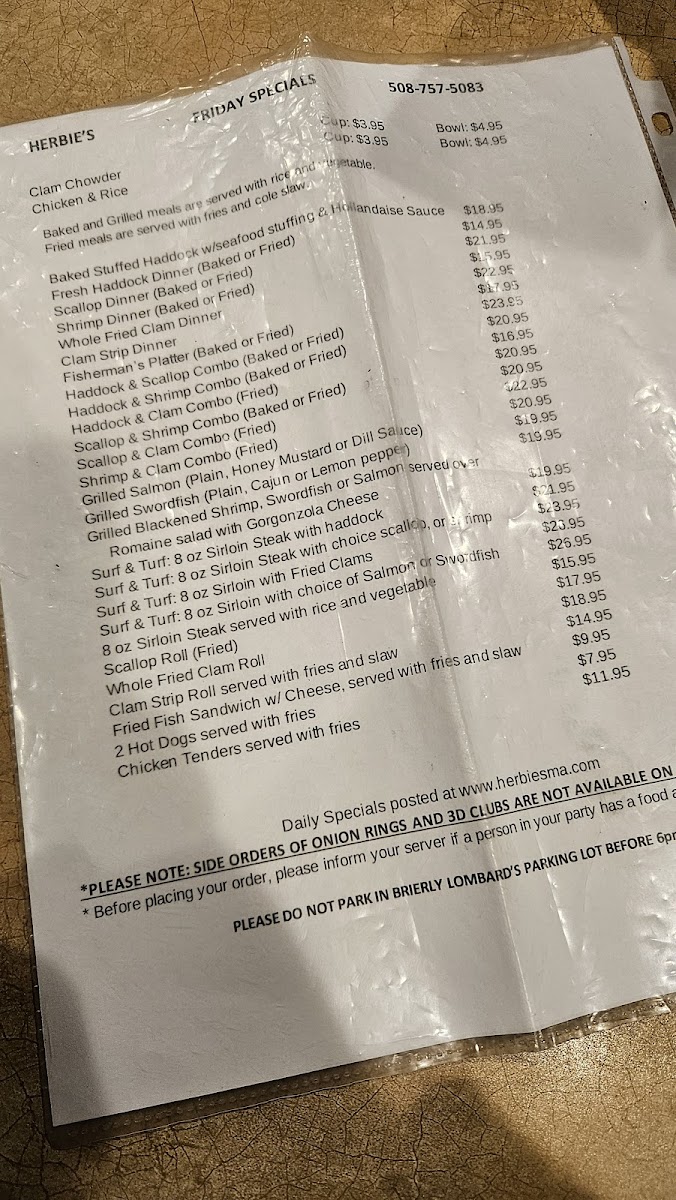 HERBIE'S FRIDAY SPECIALS 508-757-5083
Clam Chowder Cup: $3.95 Bowl: $4.95
Chicken & Rice Cup: $3.95 Bowl: $4.95
Baked and Grilled meals are served with rice and vegetable.
Fried meals are served with fries and cole slaw.
Baked Stuffed Haddock w/seafood stuffing & Hollandaise Sauce $18.95
Fresh Haddock Dinner (Baked or Fried) $14.95
Scallop Dinner (Baked or Fried) $21.95
Shrimp Dinner (Baked or Fried) $15.95
Whole Fried Clam Dinner $22.95
Clam Strip Dinner $17.95
Fisherman's Platter (Baked or Fried) $23.95
Haddock & Scallop Combo (Baked or Fried) $20.95
Haddock & Shrimp Combo (Baked or Fried) $16.95
Haddock & Clam Combo (Fried) $20.95
Scallop & Shrimp Combo (Baked or Fried) $20.95
Scallop & Clam Combo (Fried) $22.95
Shrimp & Clam Combo (Fried) $20.95
Grilled Salmon (Plain, Honey Mustard or Dill Sauce) $19.95
Grilled Swordfish (Plain, Cajun or Lemon pepper) $19.95
Grilled Blackened Shrimp, Swordfish or Salmon served over
Romaine salad with Gorgonzola Cheese $19.95
Surf & Turf: 8 oz Sirloin Steak with haddock $21.95
Surf & Turf: 8 oz Sirloin Steak with choice scallop, or shrimp $23.95
Surf & Turf: 8 oz Sirloin with Fried Clams
Surf & Turf: 8 oz Sirloin with choice of Salmon or Swordfish $26.95
8 oz Sirloin Steak served with rice and vegetable $15.95
Scallop Roll (Fried) $17.95
Whole Fried Clam Roll $18.95
Clam Strip Roll served with fries and slaw $14.95
Fried Fish Sandwich w/ Cheese, served with fries and slaw $9.95
2 Hot Dogs served with fries $7.95
Chicken Tenders served with fries $11.95
Daily Specials posted at www.herbiesma.com
*PLEASE NOTE: SIDE ORDERS OF ONION RINGS AND 3D CLUBS ARE NOT AVAILABLE ON
* Before placing your order, please inform your server if a person in your party has a food a
PLEASE DO NOT PARK IN BRIERLY LOMBARD'S PARKING LOT BEFORE 6p